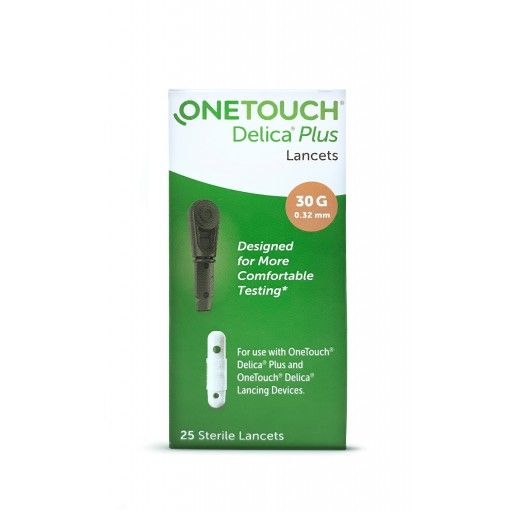 ONETOUCH®
Delica® Plus
Lancets
30 G
0.32 mm
Designed
for More
Comfortable
Testing*
For use with OneTouch®
Delica® Plus and
OneTouch® Delica®
Lancing Devices.
25 Sterile Lancets